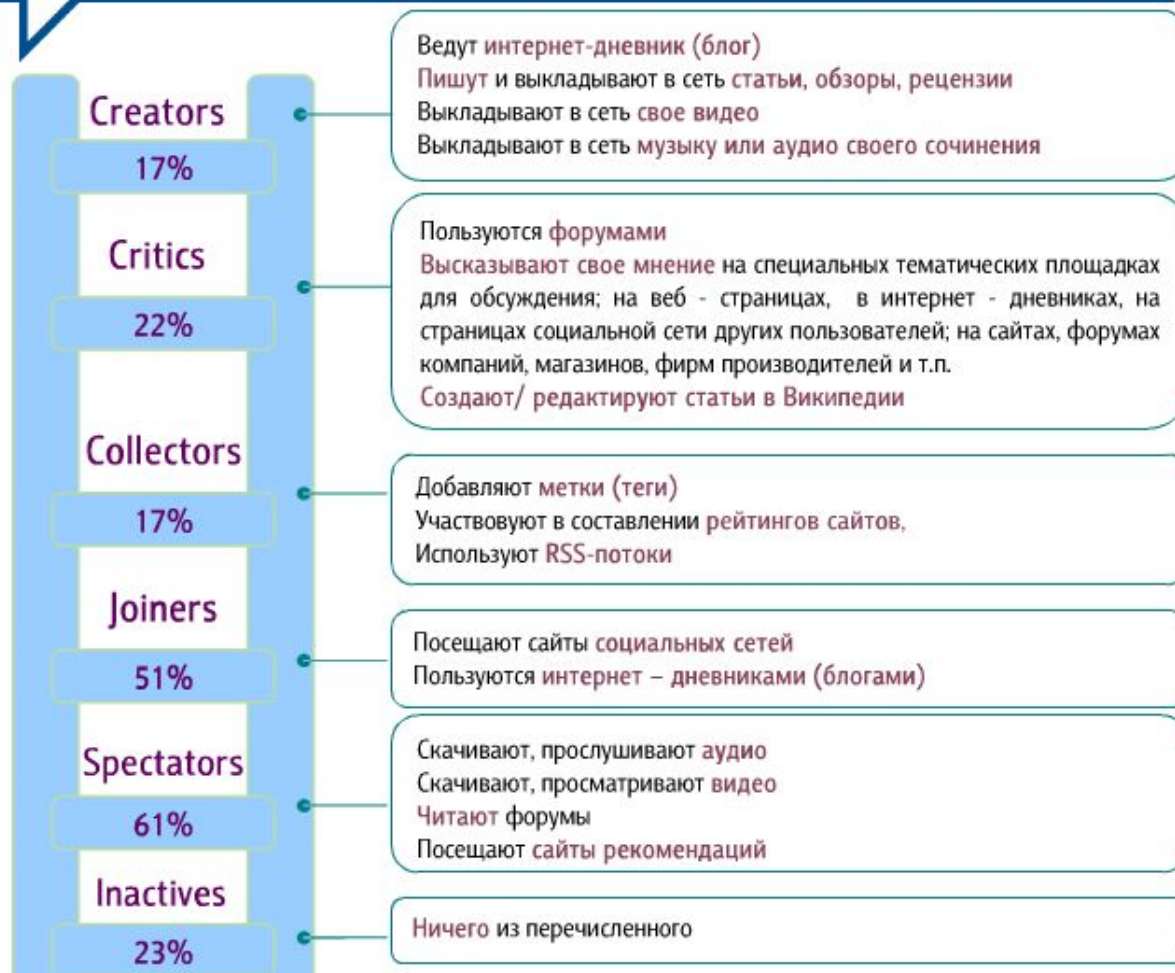 Creators
17%
Ведут интернет-дневник (блог)
Пишут и выкладывают в сеть статьи, обзоры, рецензии
Выкладывают в сеть свое видео
Выкладывают в сеть музыку или аудио своего сочинения
Critics
22%
Пользуются форумами
Высказывают свое мнение на специальных тематических площадках
для обсуждения; на веб - страницах, в интернет - дневниках, на
страницах социальной сети других пользователей; на сайтах, форумах
компаний, магазинов, фирм производителей и т.п.
Создают/ редактируют статьи в Википедии
Collectors
17%
Добавляют метки (теги)
Участвовуют в составлении рейтингов сайтов,
Используют RSS-потоки
Joiners
51%
Посещают сайты социальных сетей
Пользуются интернет – дневниками (блогами)
Spectators
61%
Скачивают, прослушивают аудио
Скачивают, просматривают видео
Читают форумы
Посещают сайты рекомендаций
Inactives
23%
Ничего из перечисленного